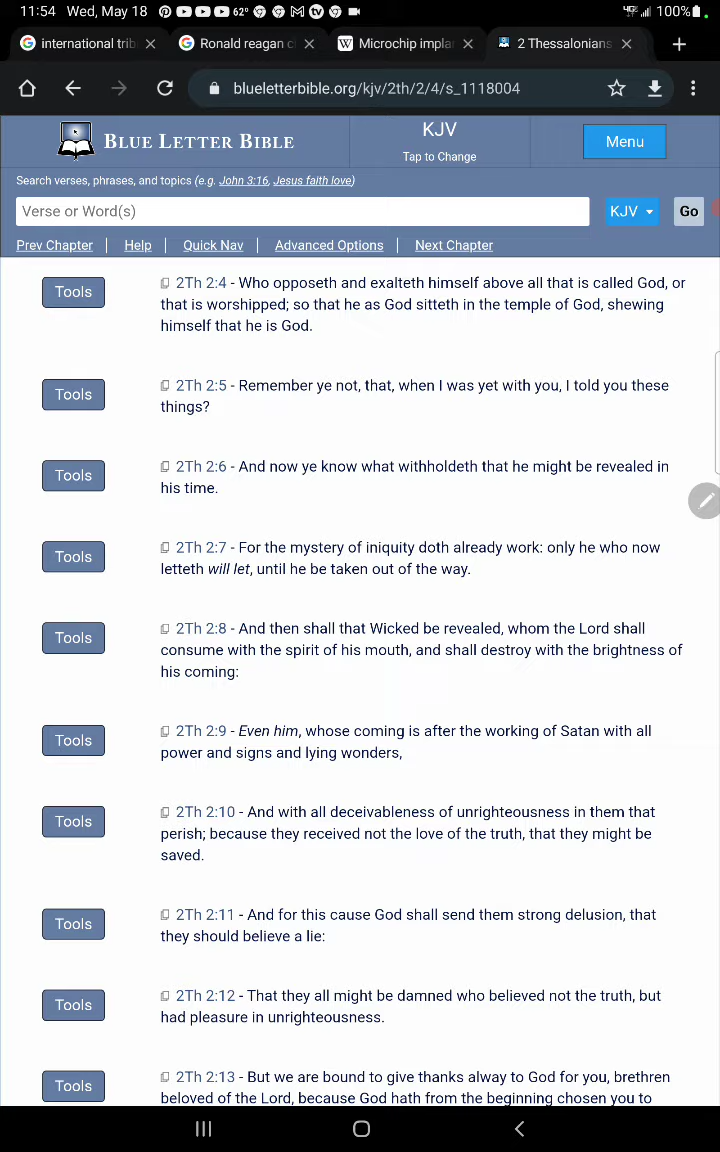 11:54 Wed, May 18 62° 100%
international trib Ronald reagan c Microchip impla 2 Thessalonians
blueletterbible.org/kjv/2th/2/4/s_1118004
BLUE LETTER BIBLE
KJV
Tap to Change
Menu
Search verses, phrases, and topics (e.g. John 3:16, Jesus faith love)
Verse or Word(s)
KJV
Go
Prev Chapter | Help | Quick Nav | Advanced Options | Next Chapter
Tools
2Th 2:4 - Who opposeth and exalteth himself above all that is called God, or
that is worshipped; so that he as God sitteth in the temple of God, shewing
himself that he is God.
Tools
2Th 2:5 - Remember ye not, that, when I was yet with you, I told you these
things?
Tools
2Th 2:6 - And now ye know what withholdeth that he might be revealed in
his time.
Tools
2Th 2:7 - For the mystery of iniquity doth already work: only he who now
letteth will let, until he be taken out of the way.
Tools
2Th 2:8 - And then shall that Wicked be revealed, whom the Lord shall
consume with the spirit of his mouth, and shall destroy with the brightness of
his coming:
Tools
2Th 2:9 - Even him, whose coming is after the working of Satan with all
power and signs and lying wonders,
Tools
2Th 2:10 - And with all deceivableness of unrighteousness in them that
perish; because they received not the love of the truth, that they might be
saved.
Tools
2Th 2:11 - And for this cause God shall send them strong delusion, that
they should believe a lie:
Tools
2Th 2:12 - That they all might be damned who believed not the truth, but
had pleasure in unrighteousness.
Tools
2Th 2:13 - But we are bound to give thanks alway to God for you, brethren
beloved of the Lord, because God hath from the beginning chosen you to